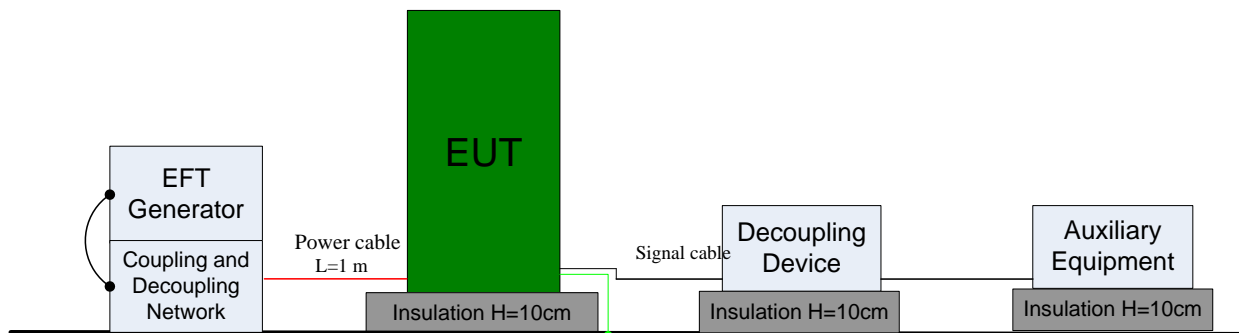 EFT
Generator
Coupling and
Decoupling
Network
Power cable
L=1 m
EUT
Insulation H=10cm
Signal cable
Decoupling
Device
Insulation H=10cm
Auxiliary
Equipment
Insulation H=10cm